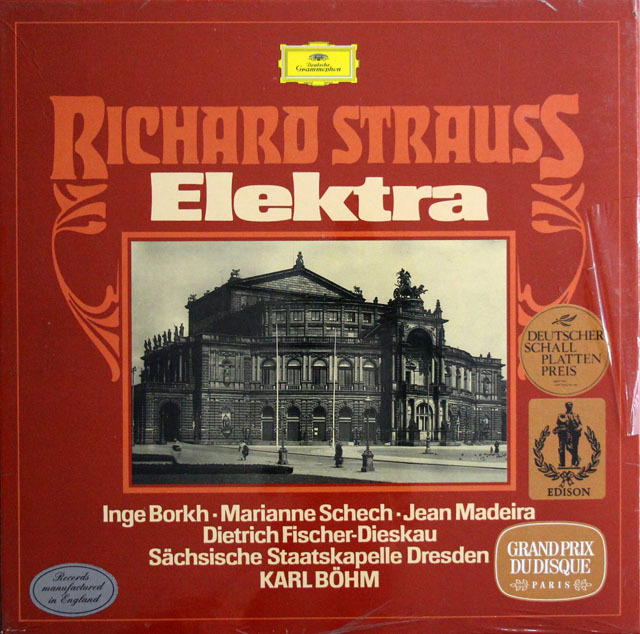 Deutsche
Grammophon
RICHARD STRAUSS
Elektra
DEUTSCHER
SCHALL
PLATTEN
PREIS
EDISON
Inge Borkh · Marianne Schech · Jean Madeira
Dietrich Fischer-Dieskau
Sächsische Staatskapelle Dresden
KARL BÖHM
GRAND PRIX
DU DISQUE
PARIS
Records
manufactured
in England